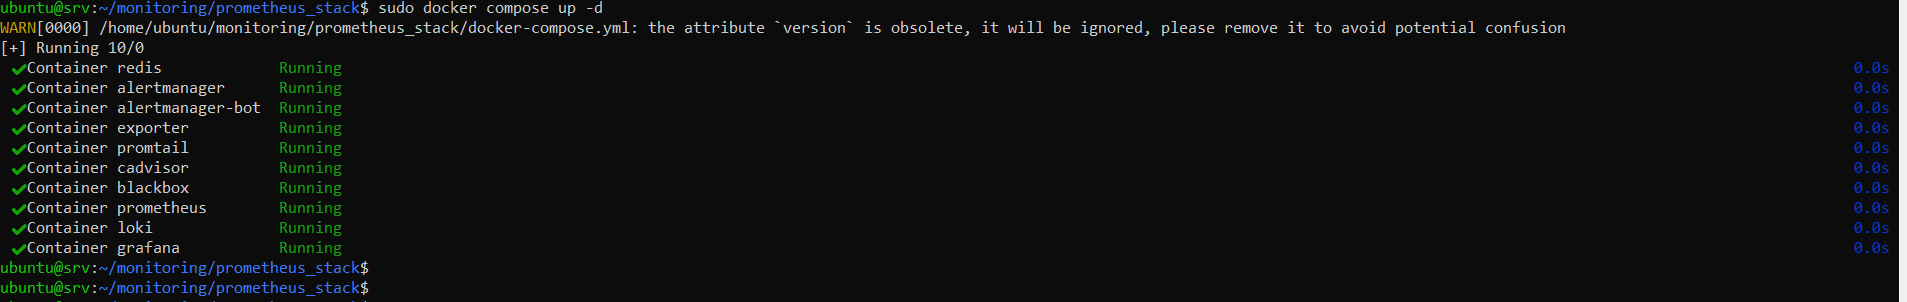 ubuntu@srv:~/monitoring/prometheus_stack$ sudo docker compose up -d
WARN[0000] /home/ubuntu/monitoring/prometheus_stack/docker-compose.yml: the attribute `version` is obsolete, it will be ignored, please remove it to avoid potential confusion
[+] Running 10/0
✔Container redis Running 0.0s
✔Container alertmanager Running 0.0s
✔Container alertmanager-bot Running 0.0s
✔Container exporter Running 0.0s
✔Container promtail Running 0.0s
✔Container cadvisor Running 0.0s
✔Container blackbox Running 0.0s
✔Container prometheus Running 0.0s
✔Container loki Running 0.0s
✔Container grafana Running 0.0s
ubuntu@srv:~/monitoring/prometheus_stack$
ubuntu@srv:~/monitoring/prometheus_stack$